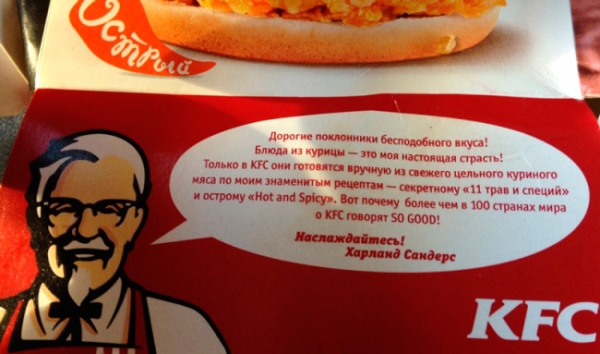 Острый
Дорогие поклонники бесподобного вкуса!
Блюда из курицы — это моя настоящая страсть!
Только в KFC они готовятся вручную из свежего цельного куриного
мяса по моим знаменитым рецептам — секретному «11 трав и специй»
и острому «Hot and Spicy». Вот почему более чем в 100 странах мира
о KFC говорят SO GOOD!
Наслаждайтесь!
Харланд Сандерс
KFC